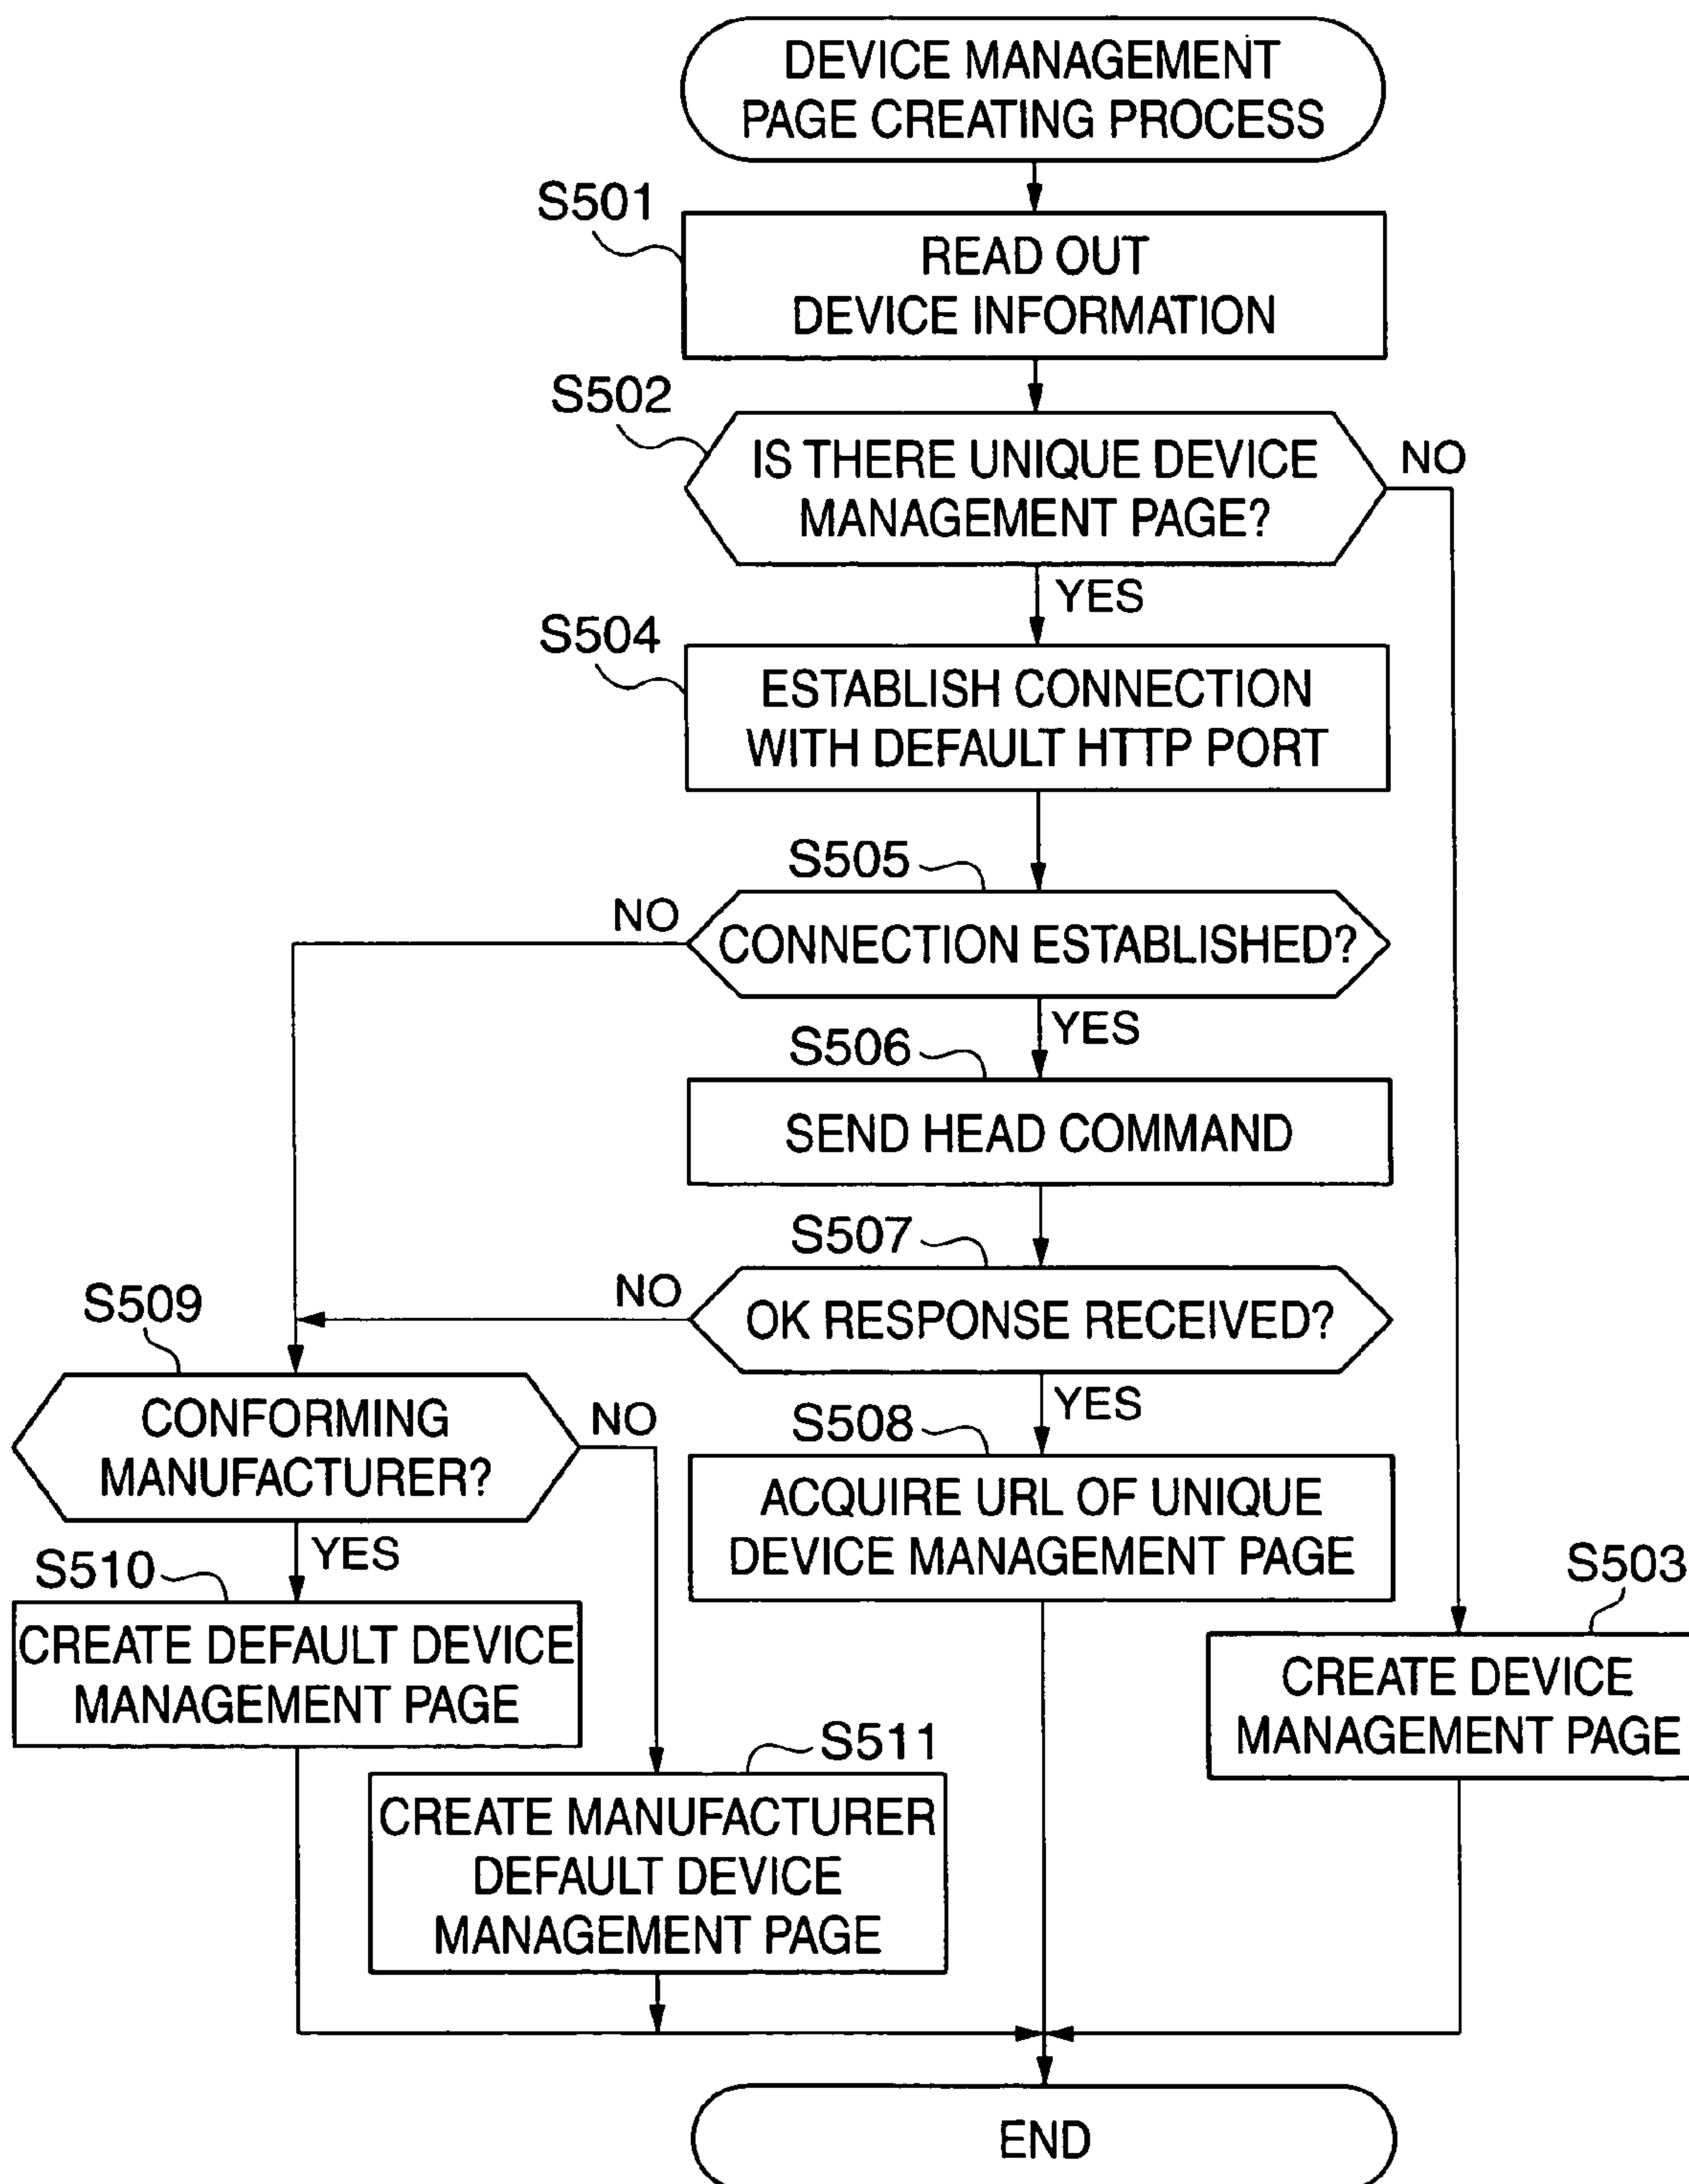 DEVICE MANAGEMENT
PAGE CREATING PROCESS
S501
READ OUT
DEVICE INFORMATION
S502
IS THERE UNIQUE DEVICE
MANAGEMENT PAGE?
NO
YES
S504
ESTABLISH CONNECTION
WITH DEFAULT HTTP PORT
S505
NO
CONNECTION ESTABLISHED?
YES
S506
SEND HEAD COMMAND
S507
NO
OK RESPONSE RECEIVED?
YES
S509
CONFORMING
MANUFACTURER?
NO
YES
S508
ACQUIRE URL OF UNIQUE
DEVICE MANAGEMENT PAGE
S510
CREATE DEFAULT DEVICE
MANAGEMENT PAGE
S503
CREATE DEVICE
MANAGEMENT PAGE
S511
CREATE MANUFACTURER
DEFAULT DEVICE
MANAGEMENT PAGE
END